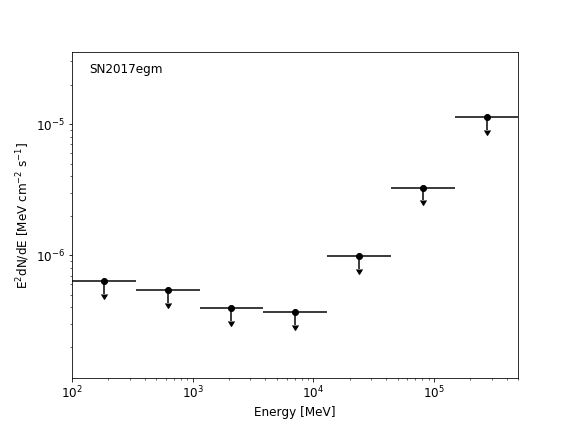 SN2017egm
E²dN/dE [MeV cm⁻² s⁻¹]
10⁻⁵
10⁻⁶
10² 10³ 10⁴ 10⁵
Energy [MeV]